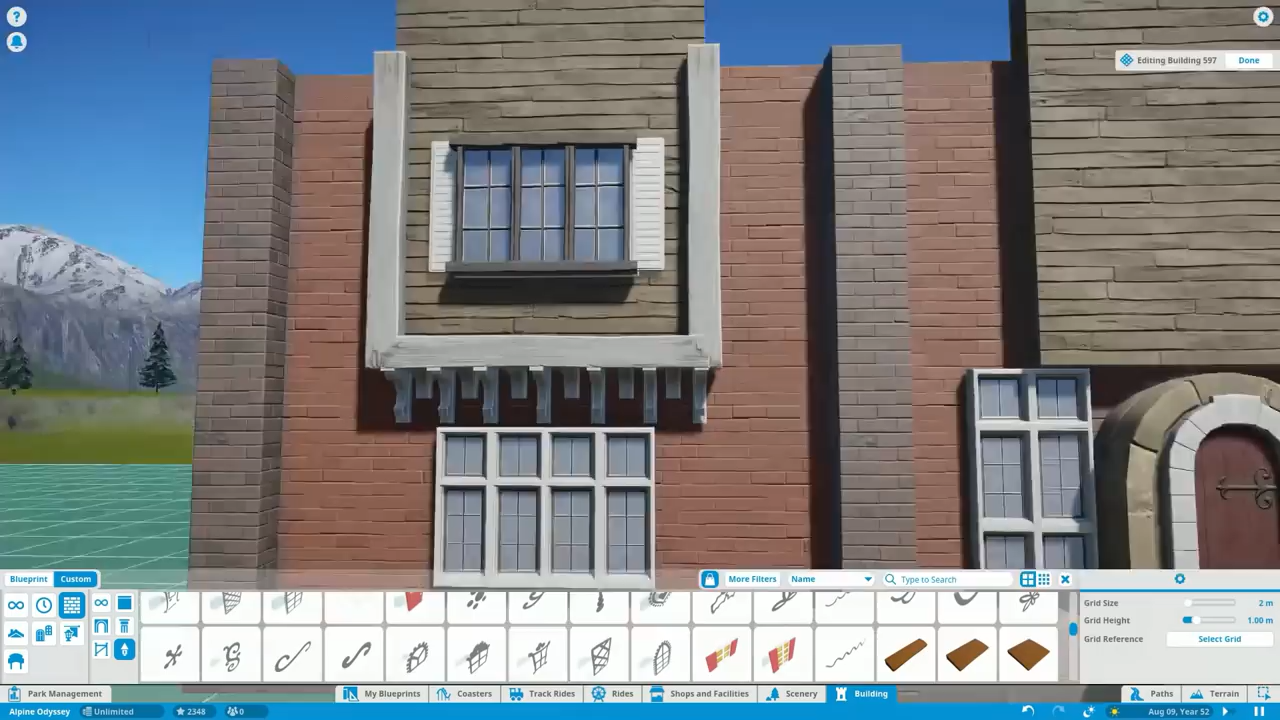 ?
Editing Building 597 Done
Blueprint Custom
More Filters Name Type to Search
Grid Size 2 m
Grid Height 1.00 m
Grid Reference Select Grid
Park Management My Blueprints Coasters Track Rides Rides Shops and Facilities Scenery Building Paths Terrain
Alpine Odyssey Unlimited 2348 0 Aug 09, Year 52